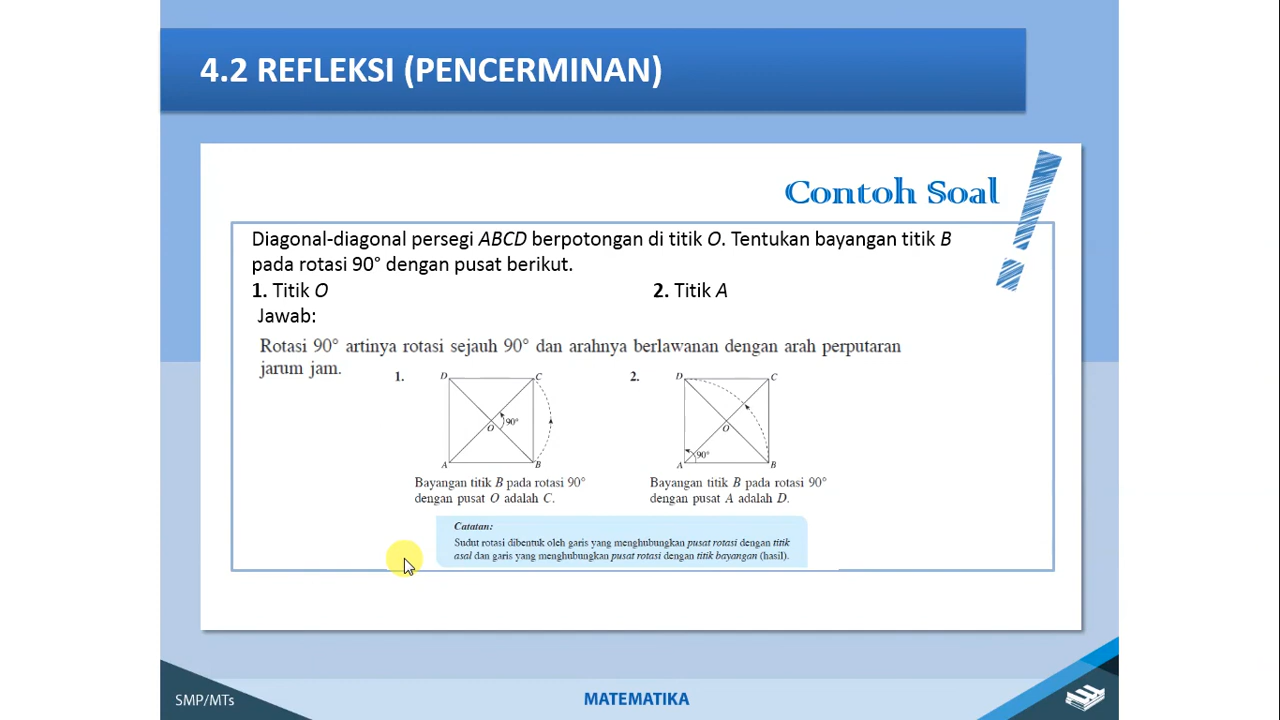 4.2 REFLEKSI (PENCERMINAN)
Contoh Soal
Diagonal-diagonal persegi ABCD berpotongan di titik O. Tentukan bayangan titik B
pada rotasi 90° dengan pusat berikut.
1. Titik O
2. Titik A
Jawab:
Rotasi 90° artinya rotasi sejauh 90° dan arahnya berlawanan dengan arah perputaran
jarum jam.
1.
D
C
90°
O
A
B
Bayangan titik B pada rotasi 90°
dengan pusat O adalah C.
2.
D
C
O
90°
A
B
Bayangan titik B pada rotasi 90°
dengan pusat A adalah D.
Catatan:
Sudut rotasi dibentuk oleh garis yang menghubungkan pusat rotasi dengan titik
asal dan garis yang menghubungkan pusat rotasi dengan titik bayangan (hasil).
SMP/MTs
MATEMATIKA